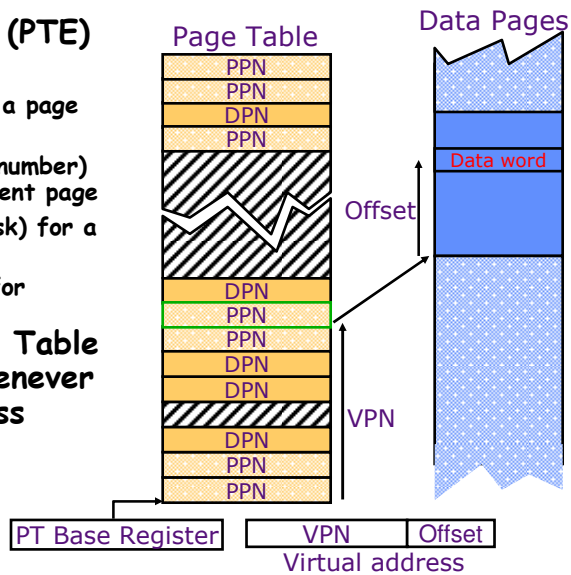 (PTE)
a page
number)
ent page
sk) for a
for
Table
enever
ss
Page Table
PPN
PPN
DPN
PPN
DPN
PPN
PPN
DPN
DPN
DPN
PPN
PPN
VPN
PT Base Register
Data Pages
Data word
Offset
VPN Offset
Virtual address